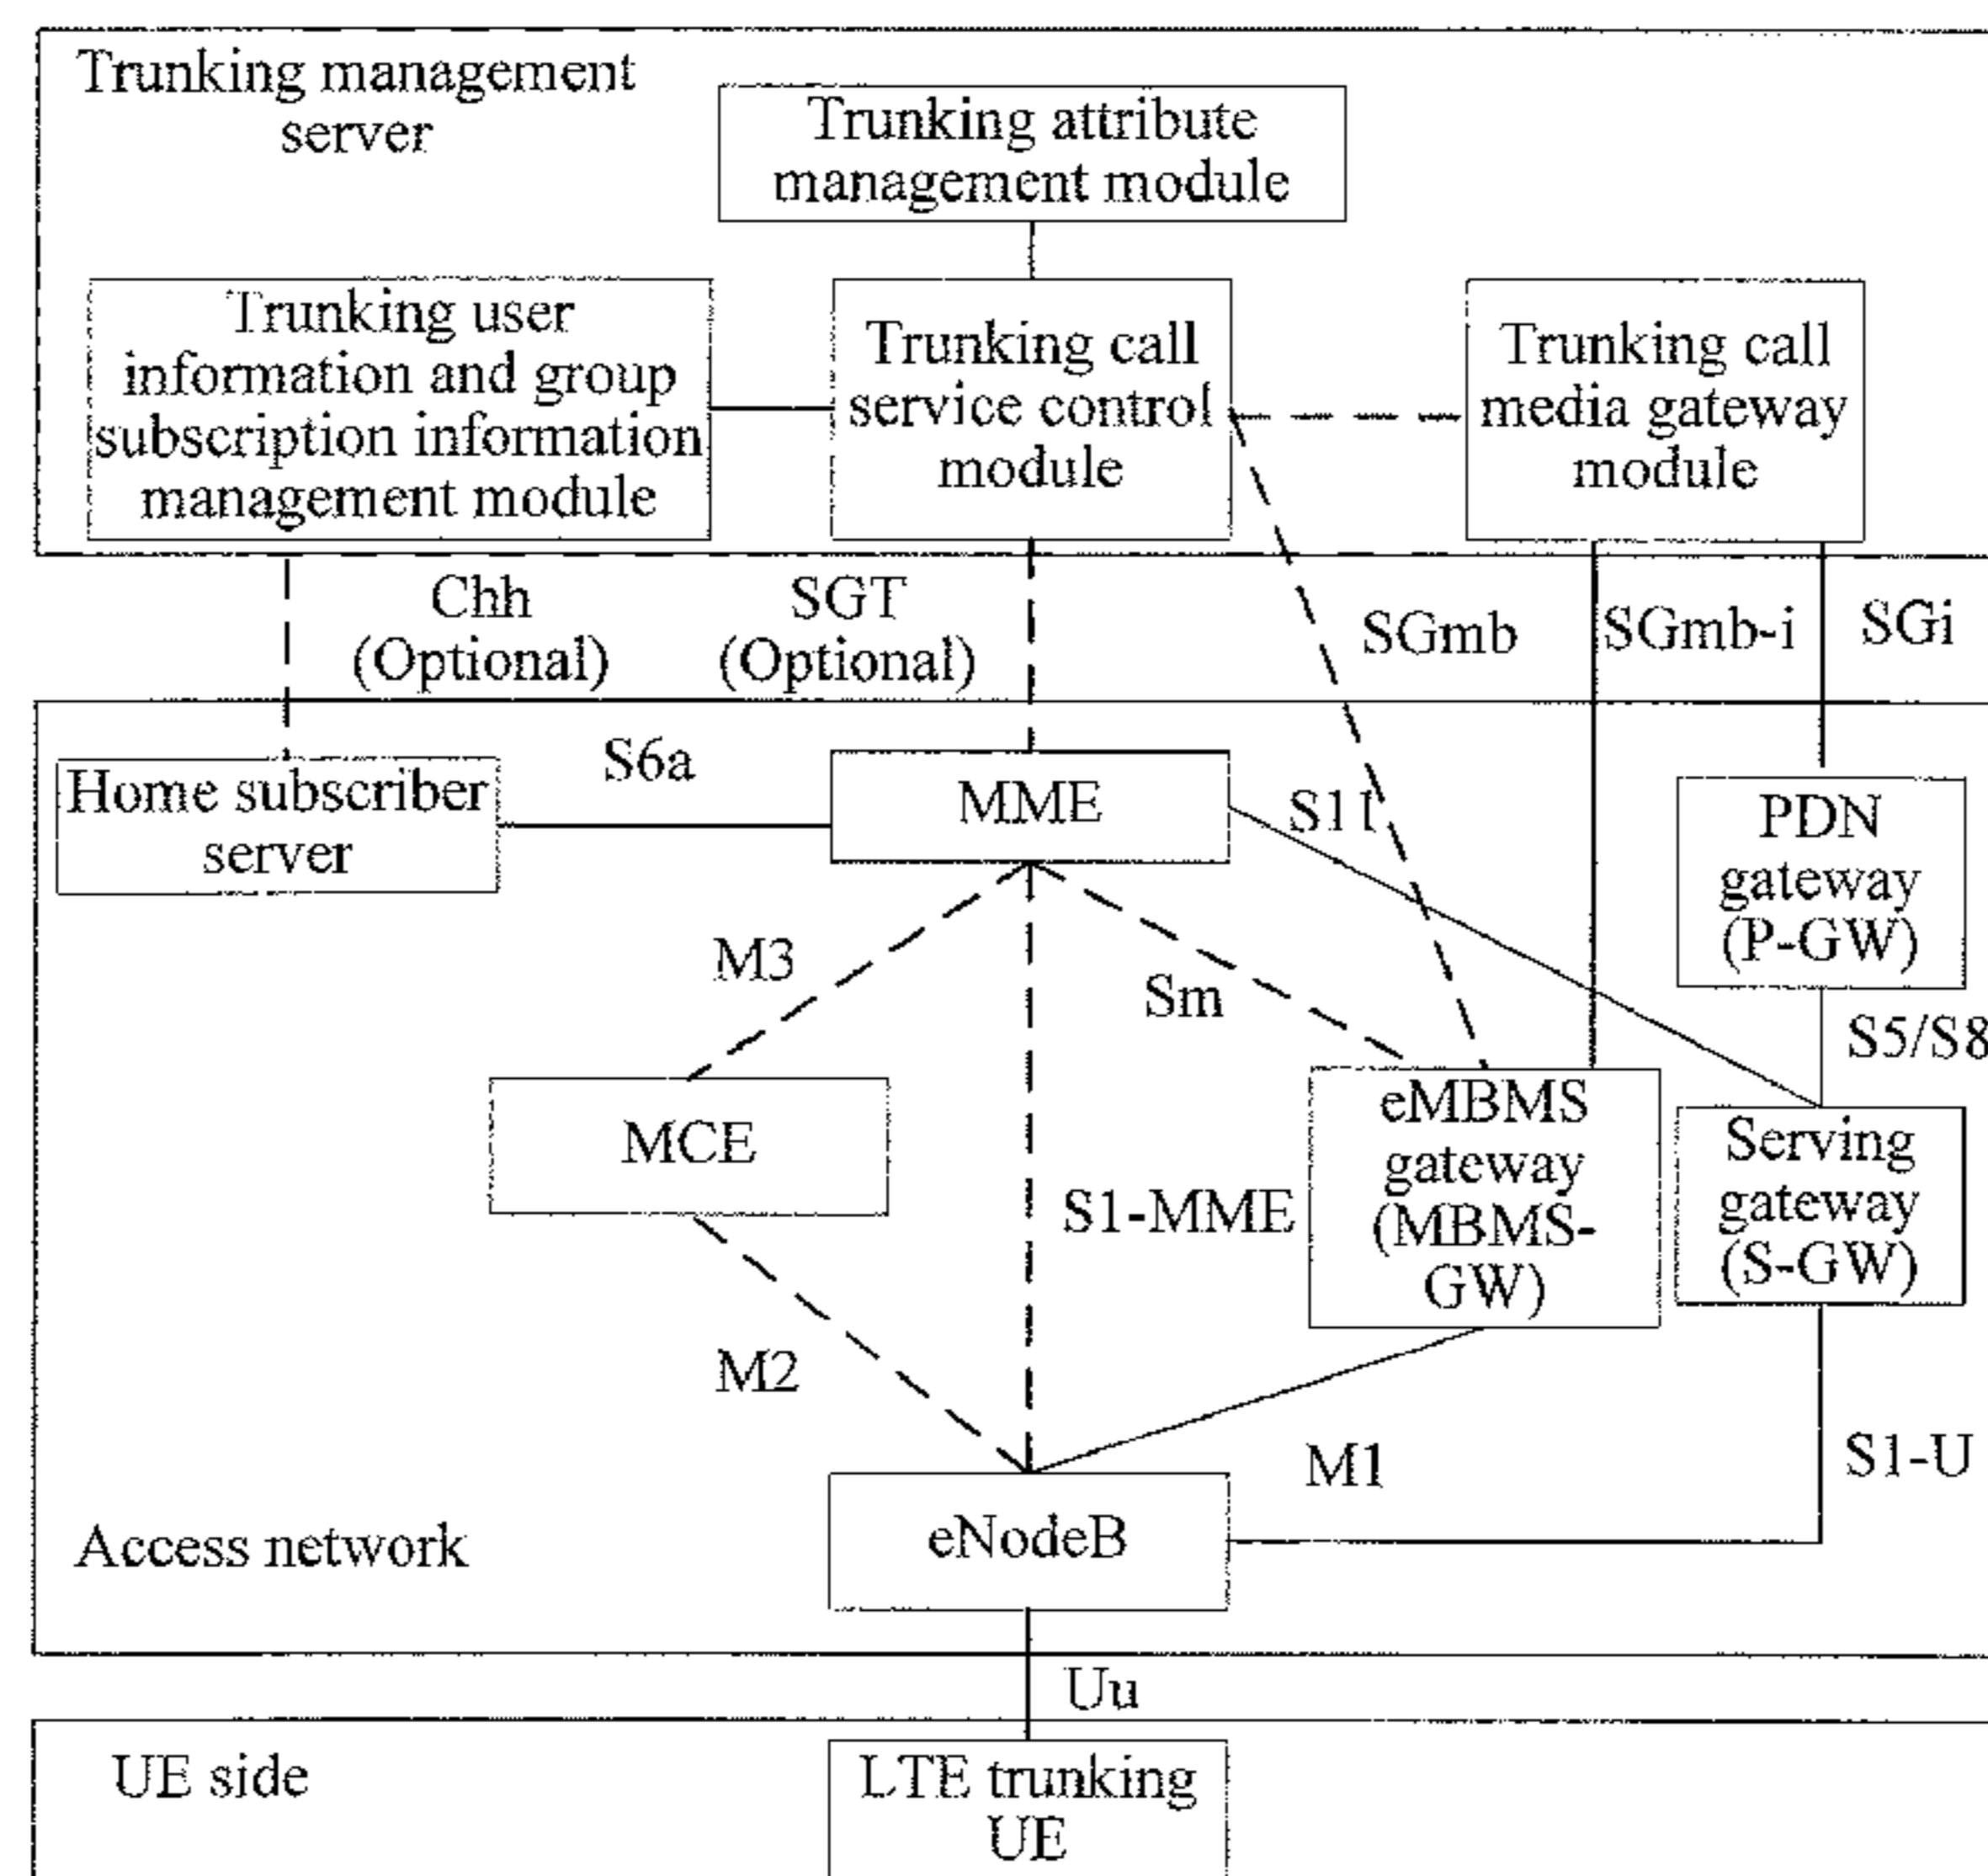 Trunking management
server
Trunking attribute
management module
Trunking user
information and group
subscription information
management module
Trunking call
service control
module
Trunking call
media gateway
module
Chh
(Optional)
SGT
(Optional)
SGmb
SGmb-i
SGi
Home subscriber
server
S6a
MME
S11
PDN
gateway
(P-GW)
M3
Sm
S5/S8
MCE
S1-MME
eMBMS
gateway
(MBMS-
GW)
Serving
gateway
(S-GW)
M2
M1
S1-U
eNodeB
Access network
Uu
UE side
LTE trunking
UE